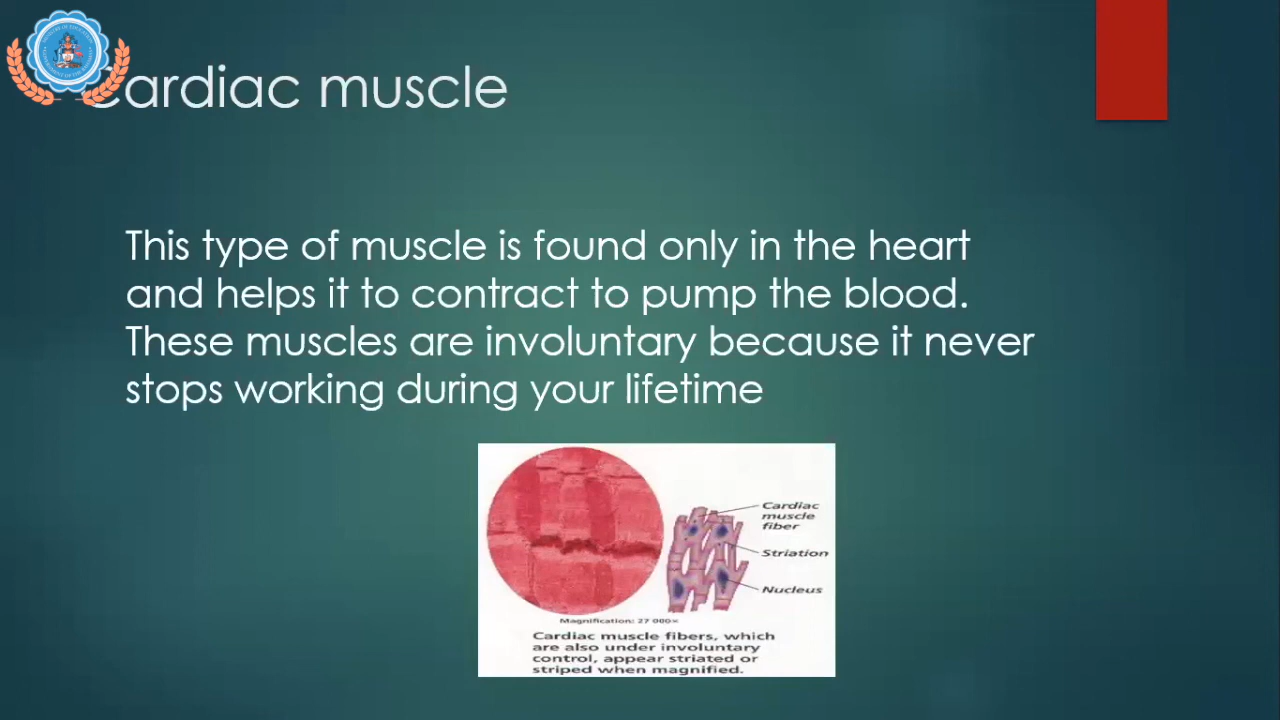 Cardiac muscle
This type of muscle is found only in the heart
and helps it to contract to pump the blood.
These muscles are involuntary because it never
stops working during your lifetime
Cardiac
muscle
fiber
Striation
Nucleus
Magnification: 27 000×
Cardiac muscle fibers, which
are also under involuntary
control, appear striated or
striped when magnified.